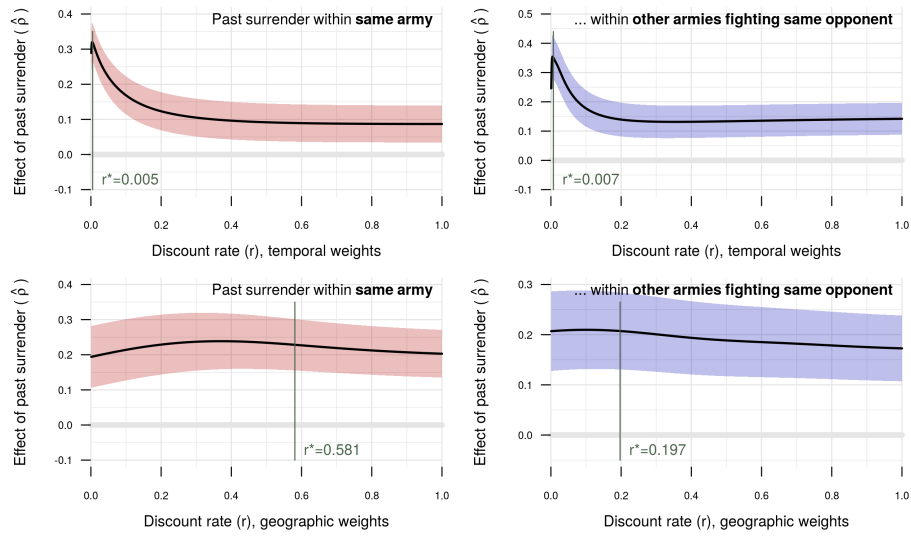 Past surrender within same army
Effect of past surrender ( ρ̂ )
0.4
0.3
0.2
0.1
0.0
-0.1
r*=0.005
0.0 0.2 0.4 0.6 0.8 1.0
Discount rate (r), temporal weights
... within other armies fighting same opponent
Effect of past surrender ( ρ̂ )
0.5
0.4
0.3
0.2
0.1
0.0
-0.1
r*=0.007
0.0 0.2 0.4 0.6 0.8 1.0
Discount rate (r), temporal weights
Past surrender within same army
Effect of past surrender ( ρ̂ )
0.4
0.3
0.2
0.1
0.0
-0.1
r*=0.581
0.0 0.2 0.4 0.6 0.8 1.0
Discount rate (r), geographic weights
... within other armies fighting same opponent
Effect of past surrender ( ρ̂ )
0.3
0.2
0.1
0.0
r*=0.197
0.0 0.2 0.4 0.6 0.8 1.0
Discount rate (r), geographic weights